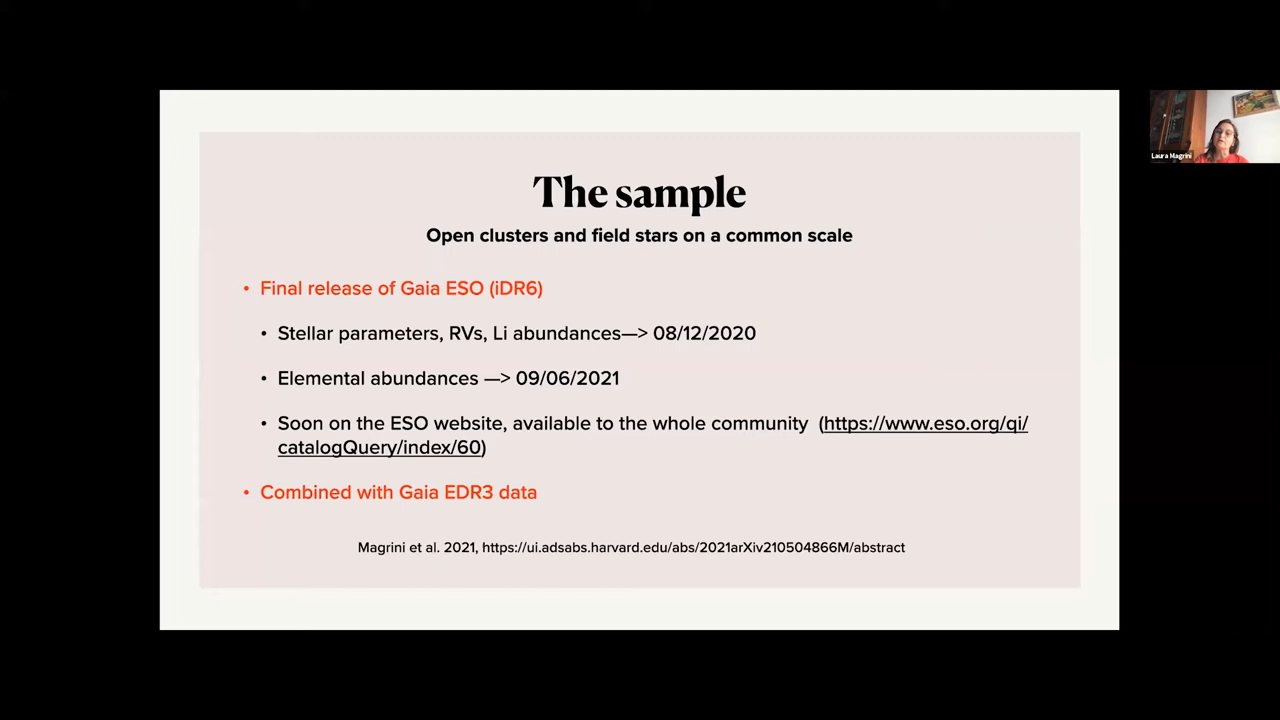 The sample
Open clusters and field stars on a common scale
• Final release of Gaia ESO (iDR6)
• Stellar parameters, RVs, Li abundances—> 08/12/2020
• Elemental abundances —> 09/06/2021
• Soon on the ESO website, available to the whole community (https://www.eso.org/qi/
catalogQuery/index/60)
• Combined with Gaia EDR3 data
Magrini et al. 2021, https://ui.adsabs.harvard.edu/abs/2021arXiv210504866M/abstract
Laura Magrini